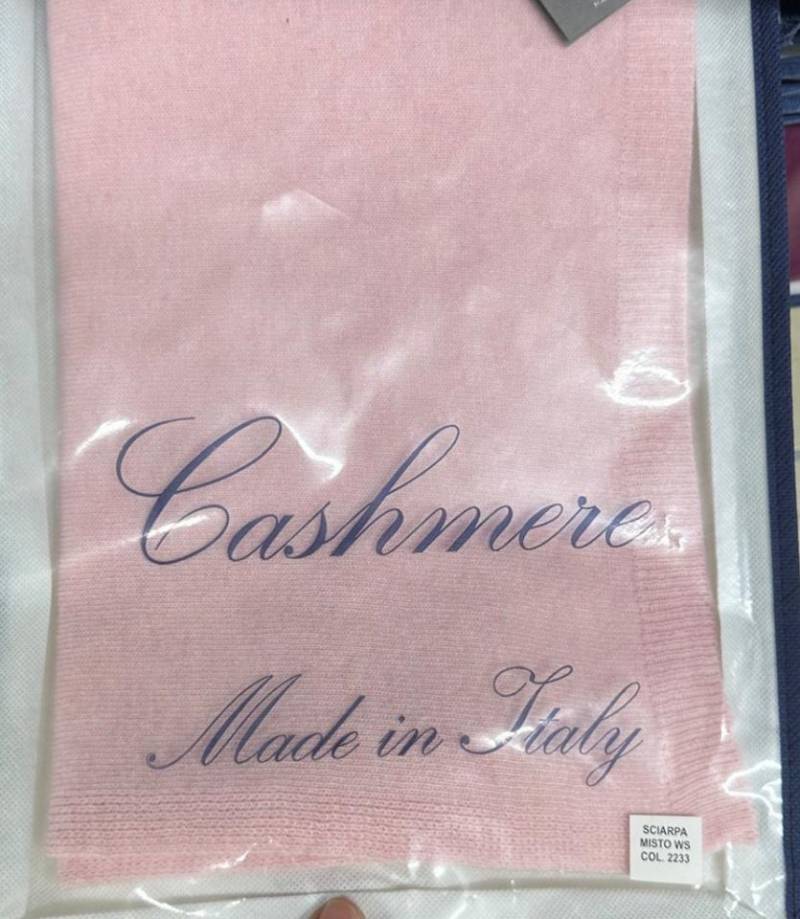 Cashmere
Made in Italy
SCIARPA
MISTO WS
COL. 2233